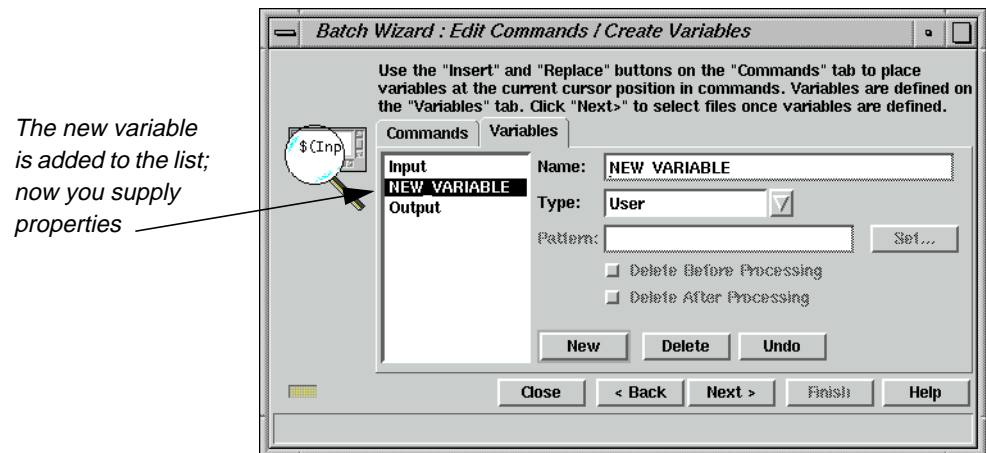 Batch Wizard : Edit Commands / Create Variables
Use the "Insert" and "Replace" buttons on the "Commands" tab to place
variables at the current cursor position in commands. Variables are defined on
the "Variables" tab. Click "Next>" to select files once variables are defined.
The new variable
is added to the list;
now you supply
properties
$(Inp
Commands Variables
Input
NEW_VARIABLE
Output
Name: NEW_VARIABLE
Type: User
Pattern: Set...
Delete Before Processing
Delete After Processing
New Delete Undo
Close < Back Next > Finish Help